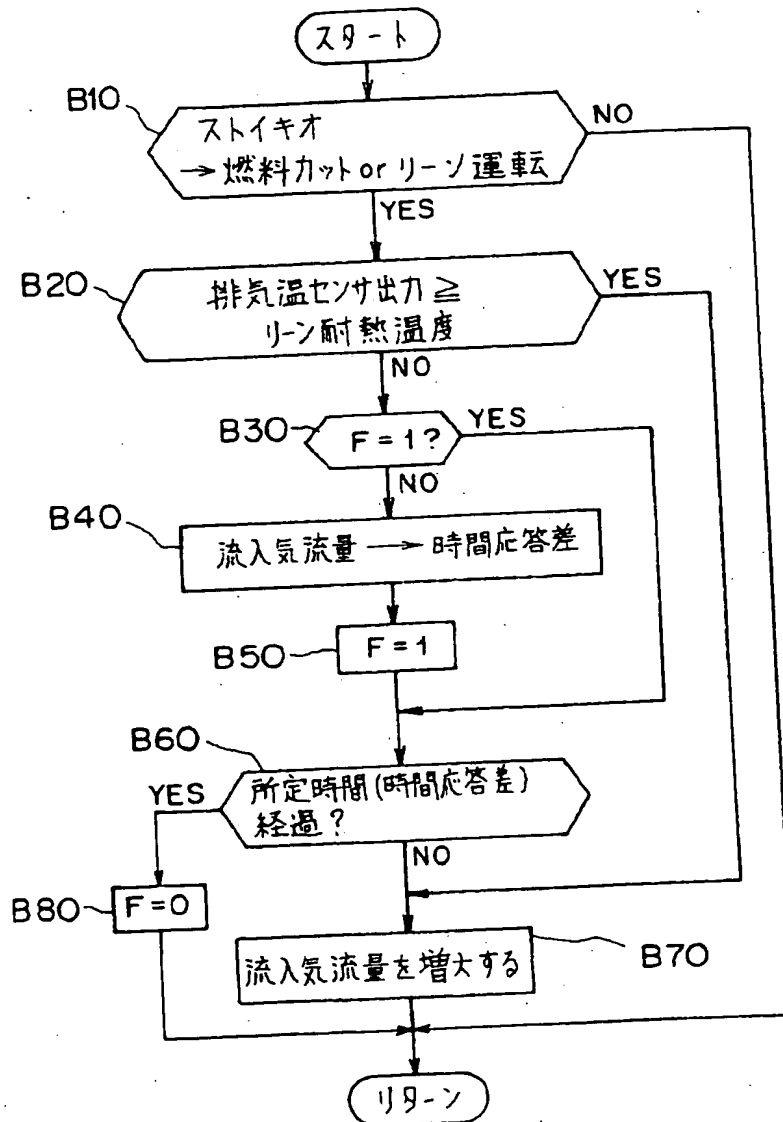 スタート
B10
ストイキオ
→燃料カット or リーン運転
NO
YES
B20
排気温センサ出力≧
リーン耐熱温度
YES
NO
B30
F=1?
YES
NO
B40
流入気流量→時間応答差
B50
F=1
B60
所定時間(時間応答差)
経過?
YES
NO
B80
F=0
流入気流量を増大する
B70
リターン